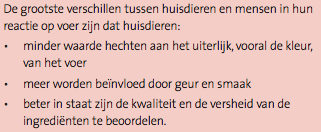 De grootste verschillen tussen huisdieren en mensen in hun
reactie op voer zijn dat huisdieren:
• minder waarde hechten aan het uiterlijk, vooral de kleur,
van het voer
• meer worden beïnvloed door geur en smaak
• beter in staat zijn de kwaliteit en de versheid van de
ingrediënten te beoordelen.